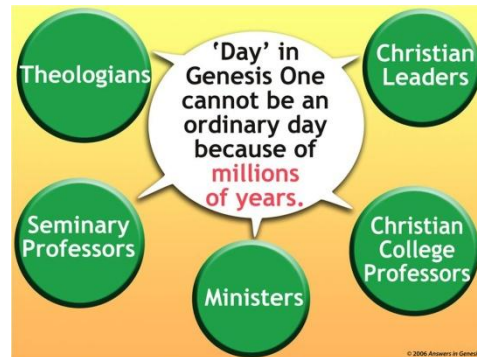 Theologians
'Day' in
Genesis One
cannot be an
ordinary day
because of
millions
of years.
Christian
Leaders
Seminary
Professors
Ministers
Christian
College
Professors
© 2006 Answers in Genesis